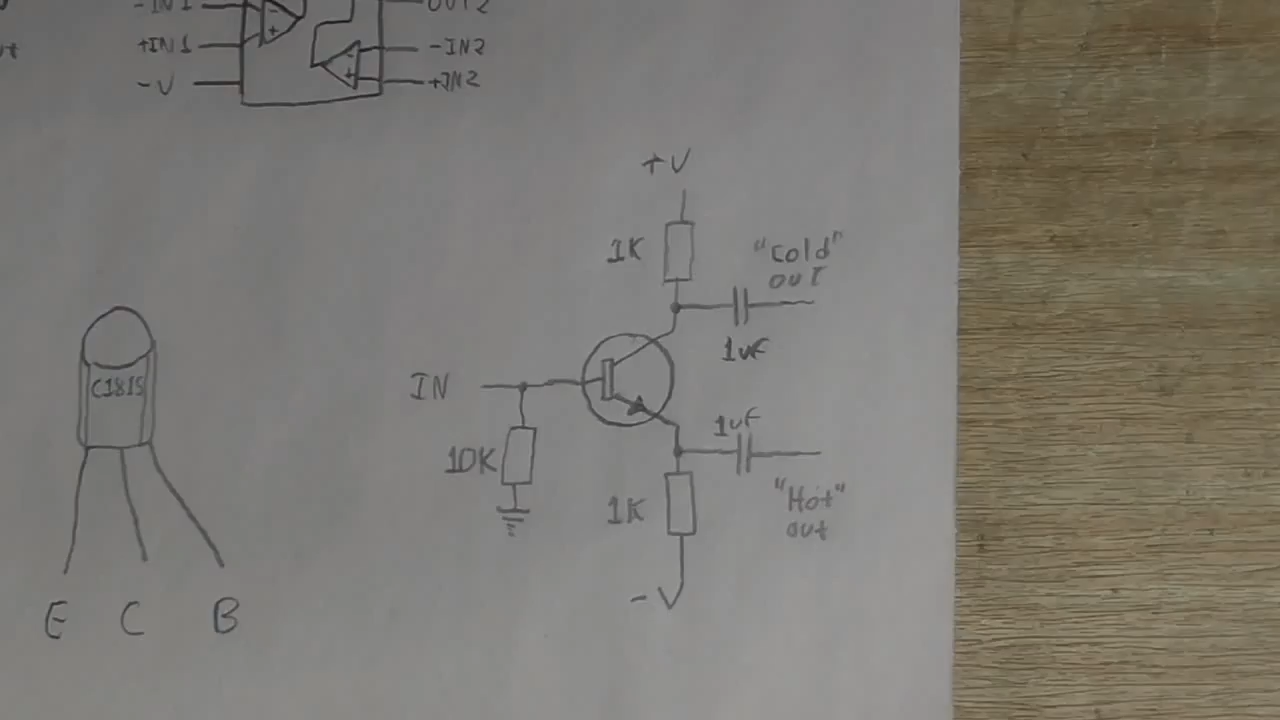 -IN1
OUT2
+IN1
-IN2
-V
+IN2
+V
1K
"Cold"
out
1uF
C1815
IN
1uF
10K
1K
"Hot"
out
-V
E C B